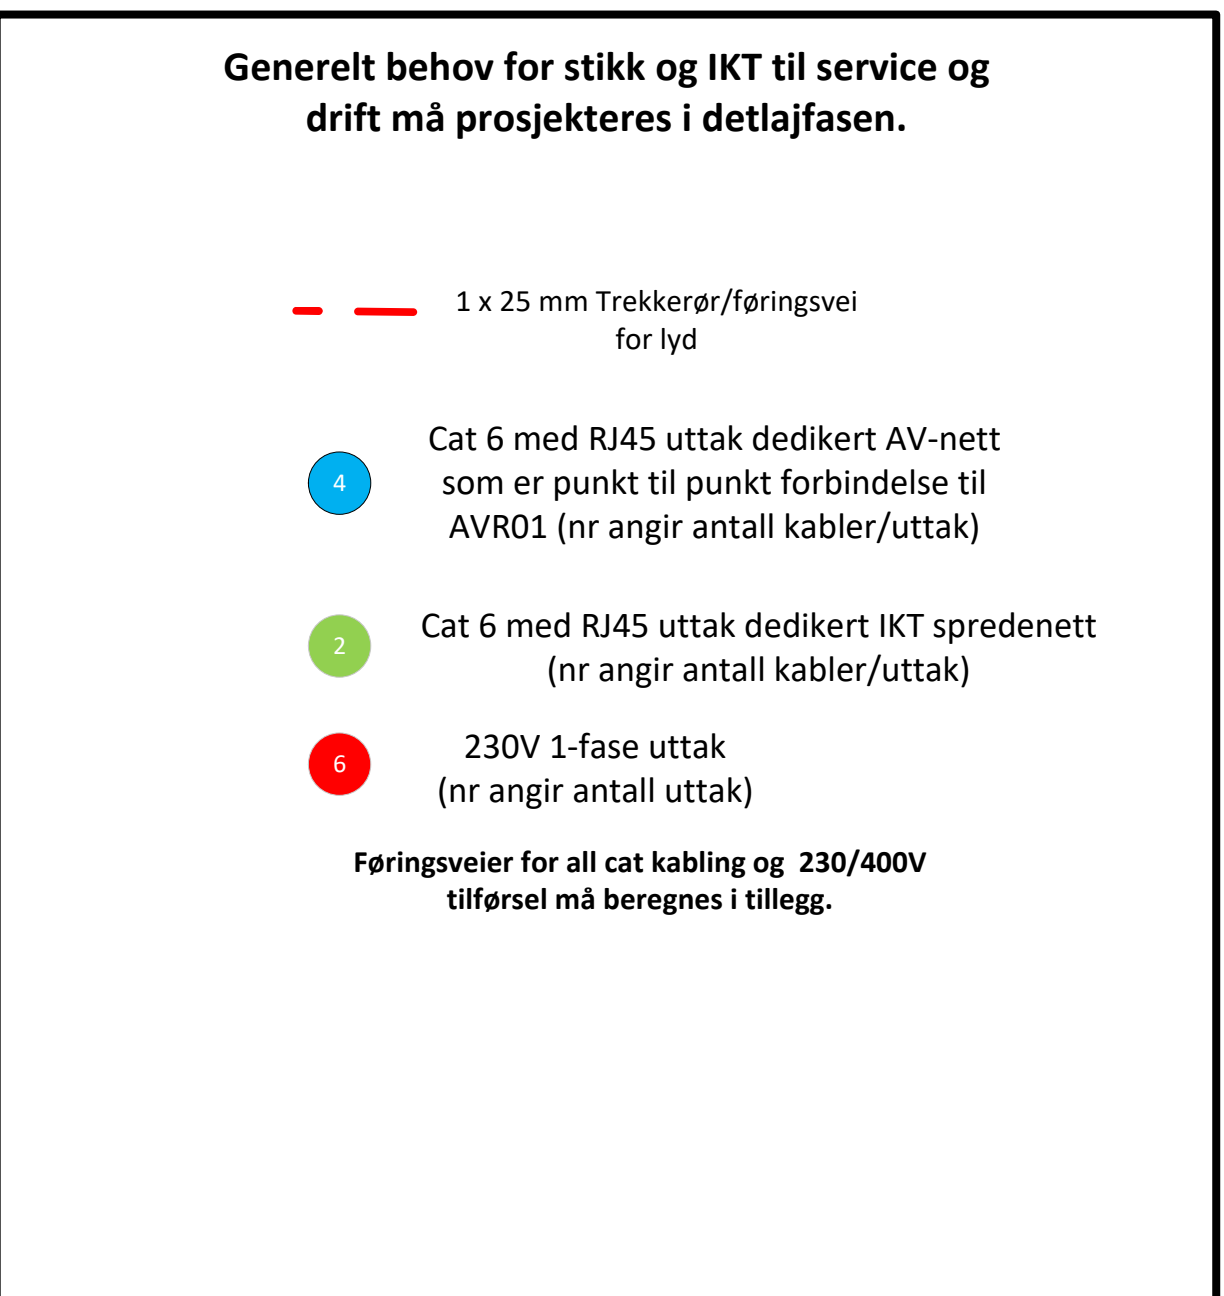 Generelt behov for stikk og IKT til service og
drift må prosjekteres i detlajfasen.
1 x 25 mm Trekkerør/føringsvei
for lyd
4
Cat 6 med RJ45 uttak dedikert AV-nett
som er punkt til punkt forbindelse til
AVR01 (nr angir antall kabler/uttak)
2
Cat 6 med RJ45 uttak dedikert IKT spredenett
(nr angir antall kabler/uttak)
6
230V 1-fase uttak
(nr angir antall uttak)
Føringsveier for all cat kabling og  230/400V
tilførsel må beregnes i tillegg.